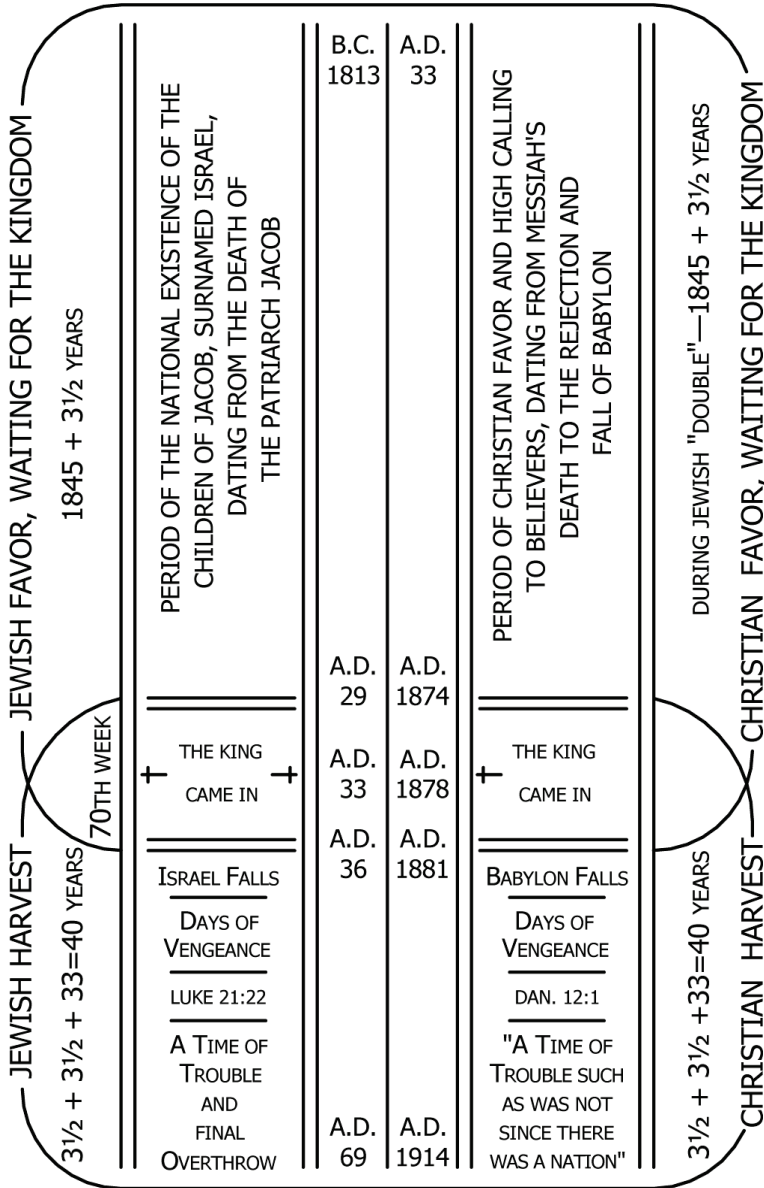 JEWISH FAVOR, WAITING FOR THE KINGDOM
1845 + 3½ YEARS
PERIOD OF THE NATIONAL EXISTENCE OF THE
CHILDREN OF JACOB, SURNAMED ISRAEL,
DATING FROM THE DEATH OF
THE PATRIARCH JACOB
B.C. A.D.
1813 33
PERIOD OF CHRISTIAN FAVOR AND HIGH CALLING
TO BELIEVERS, DATING FROM MESSIAH'S
DEATH TO THE REJECTION AND
FALL OF BABYLON
DURING JEWISH "DOUBLE"—1845 + 3½ YEARS
CHRISTIAN FAVOR, WAITING FOR THE KINGDOM
A.D. A.D.
29 1874
70TH WEEK
THE KING
CAME IN
A.D. A.D.
33 1878
THE KING
CAME IN
A.D. A.D.
36 1881
JEWISH HARVEST
3½ + 3½ + 33=40 YEARS
ISRAEL FALLS
DAYS OF
VENGEANCE
LUKE 21:22
A TIME OF
TROUBLE
AND
FINAL
OVERTHROW
A.D. A.D.
69 1914
BABYLON FALLS
DAYS OF
VENGEANCE
DAN. 12:1
"A TIME OF
TROUBLE SUCH
AS WAS NOT
SINCE THERE
WAS A NATION"
3½ + 3½ +33=40 YEARS
CHRISTIAN HARVEST